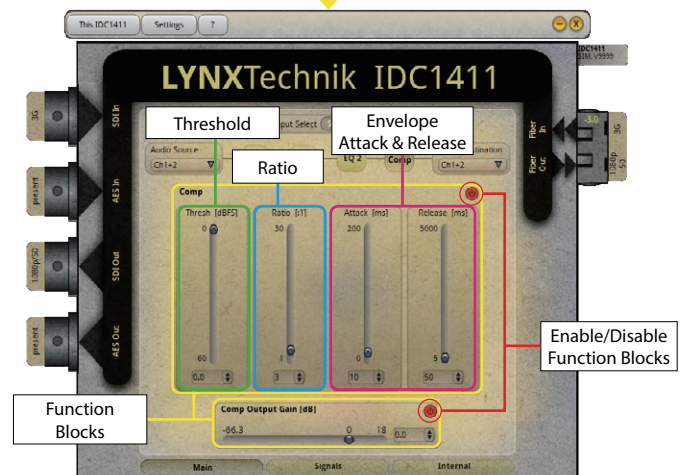 This IDC1411 Settings ?
IDC1411
SIM, V9999
LYNXTechnik IDC1411
3G
SDI In
present
AES In
1080p/50
SDI Out
present
AES Out
Fiber In
-3.0
3G
Fiber Out
1080p
50
Threshold
Envelope
Attack & Release
Ratio
Audio Source
Ch1+2
EQ 2
Comp
Ch1+2
Comp
Thresh [dBFS]
0
60
0.0
Ratio [:1]
30
1
3
Attack [ms]
200
0
10
Release [ms]
5000
5
50
Enable/Disable
Function Blocks
Function
Blocks
Comp Output Gain [dB]
-66.3 0 18 0.0
Main Signals Internal